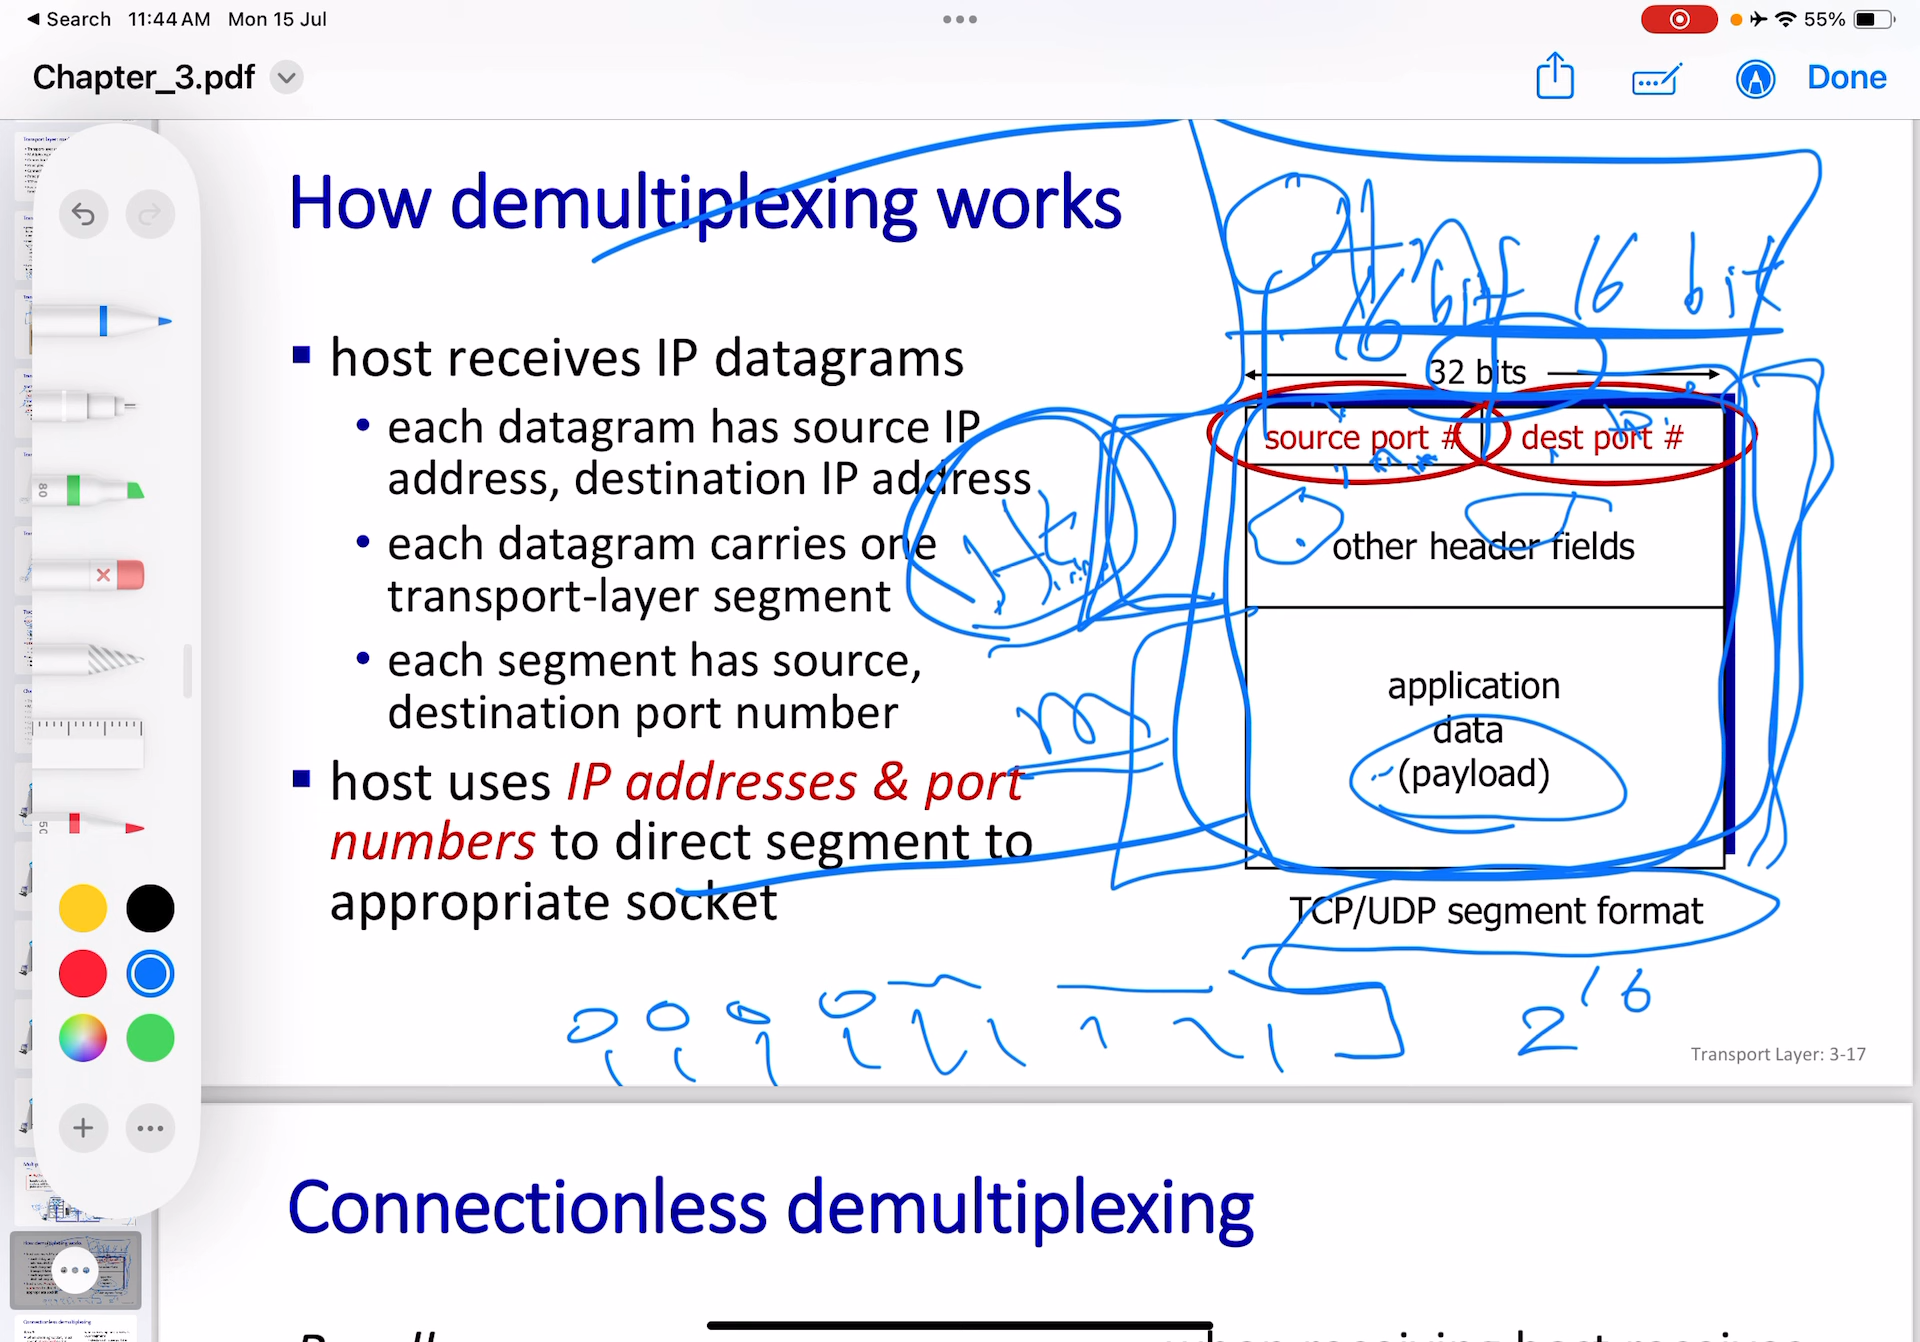 Search 11:44 AM Mon 15 Jul
55%
Chapter_3.pdf
Done
How demultiplexing works
16 bit 16 bit
▪ host receives IP datagrams
• each datagram has source IP
address, destination IP address
• each datagram carries one
transport-layer segment
• each segment has source,
destination port number
▪ host uses IP addresses & port
numbers to direct segment to
appropriate socket
32 bits
source port # dest port #
Ht
other header fields
m
application
data
(payload)
TCP/UDP segment format
2^16
Transport Layer: 3-17
Connectionless demultiplexing
80